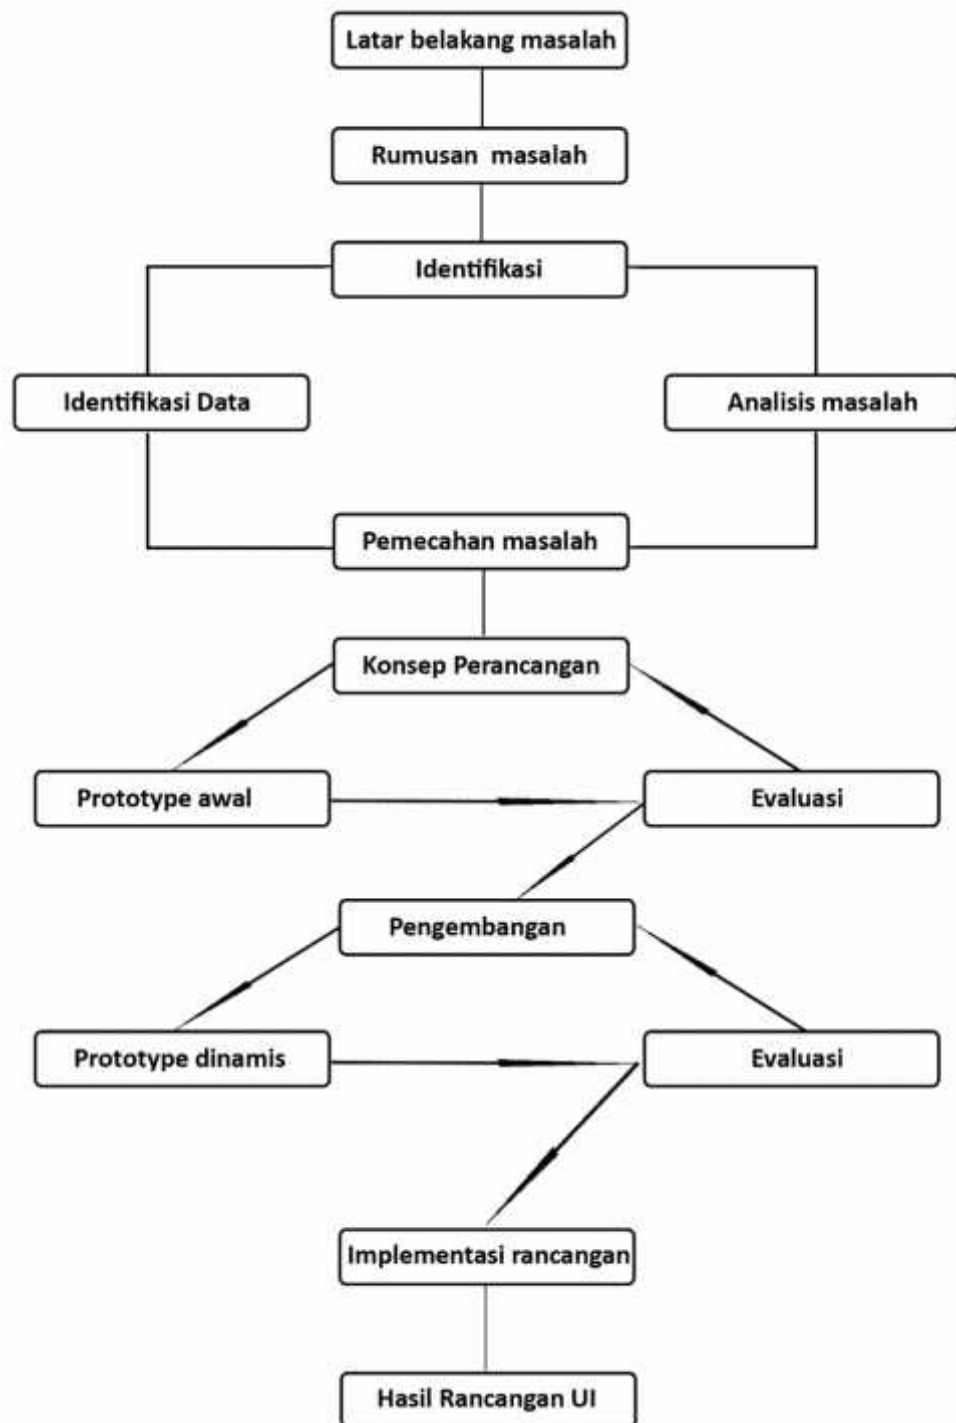 Latar belakang masalah
Rumusan masalah
Identifikasi
Identifikasi Data
Analisis masalah
Pemecahan masalah
Konsep Perancangan
Prototype awal
Evaluasi
Pengembangan
Prototype dinamis
Evaluasi
Implementasi rancangan
Hasil Rancangan UI